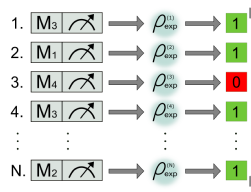 1. M₃ ρexp⁽¹⁾ 1
2. M₁ ρexp⁽²⁾ 1
3. M₄ ρexp⁽³⁾ 0
4. M₃ ρexp⁽⁴⁾ 1
⋮ ⋮ ⋮ ⋮
N. M₂ ρexp⁽ᴺ⁾ 1